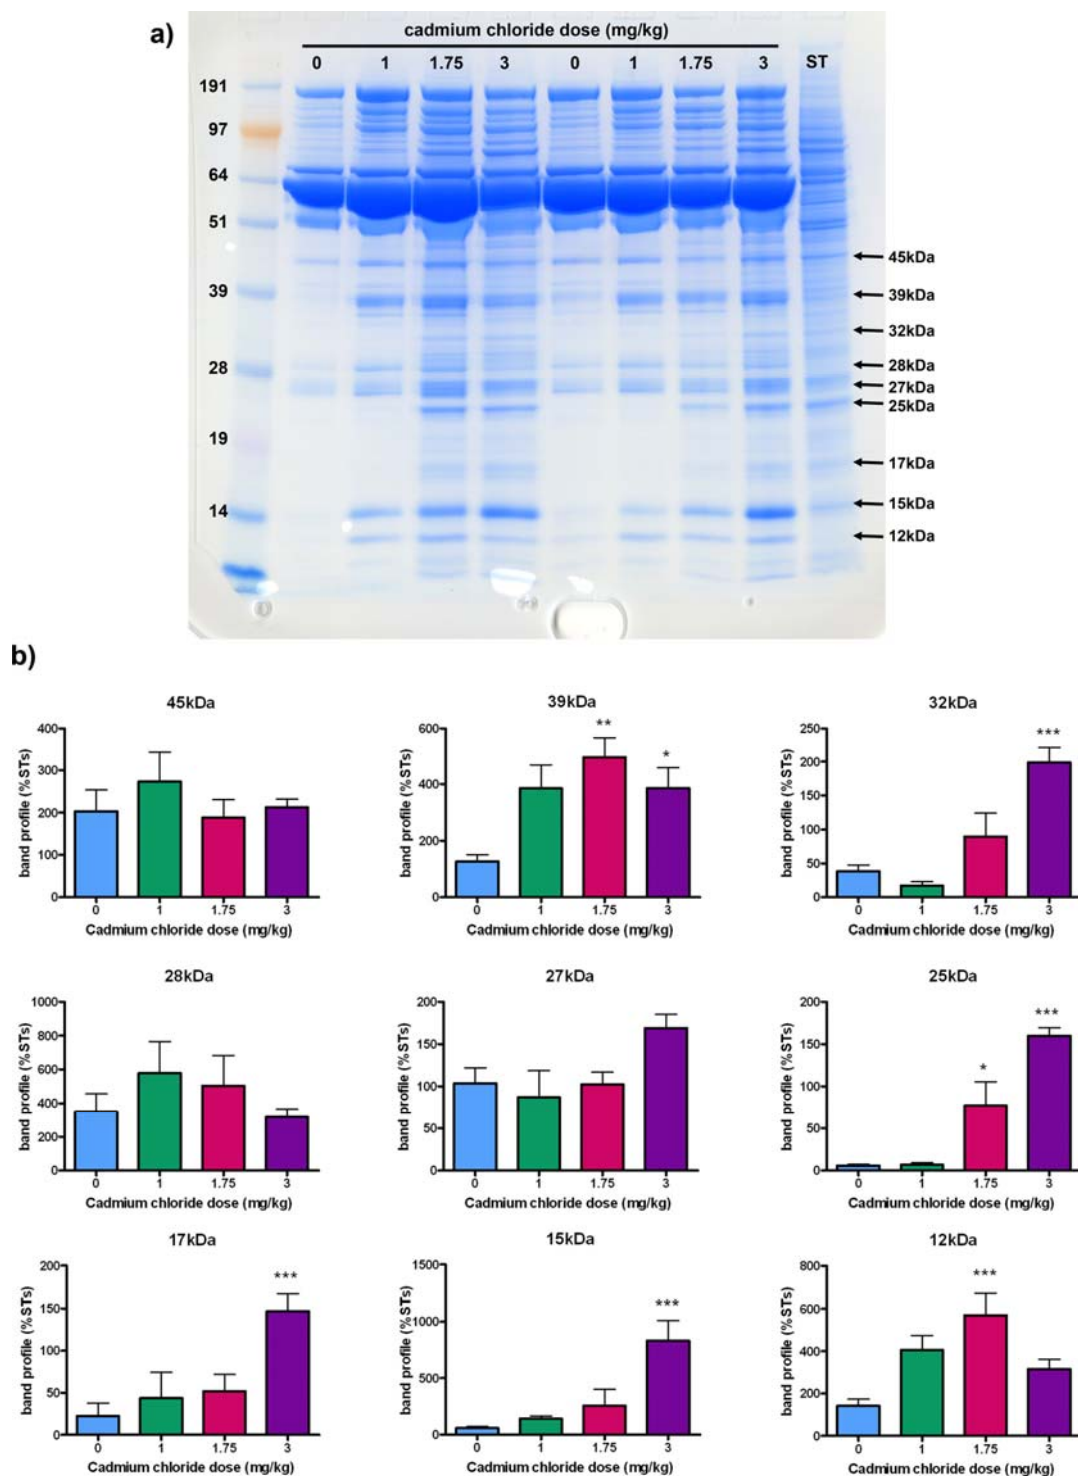 a)
cadmium chloride dose (mg/kg)
0 1 1.75 3 0 1 1.75 3 ST
191
97
64
51
39
28
19
14
45kDa
39kDa
32kDa
28kDa
27kDa
25kDa
17kDa
15kDa
12kDa
b)
45kDa
400
300
200
100
0
band profile (%STs)
0 1 1.75 3
Cadmium chloride dose (mg/kg)
39kDa
** *
600
400
200
0
band profile (%STs)
0 1 1.75 3
Cadmium chloride dose (mg/kg)
32kDa
***
250
200
150
100
50
0
band profile (%STs)
0 1 1.75 3
Cadmium chloride dose (mg/kg)
28kDa
1000
800
600
400
200
0
band profile (%STs)
0 1 1.75 3
Cadmium chloride dose (mg/kg)
27kDa
200
150
100
50
0
band profile (%STs)
0 1 1.75 3
Cadmium chloride dose (mg/kg)
25kDa
* ***
200
150
100
50
0
band profile (%STs)
0 1 1.75 3
Cadmium chloride dose (mg/kg)
17kDa
***
200
150
100
50
0
band profile (%STs)
0 1 1.75 3
Cadmium chloride dose (mg/kg)
15kDa
***
1500
1000
500
0
band profile (%STs)
0 1 1.75 3
Cadmium chloride dose (mg/kg)
12kDa
***
800
600
400
200
0
band profile (%STs)
0 1 1.75 3
Cadmium chloride dose (mg/kg)